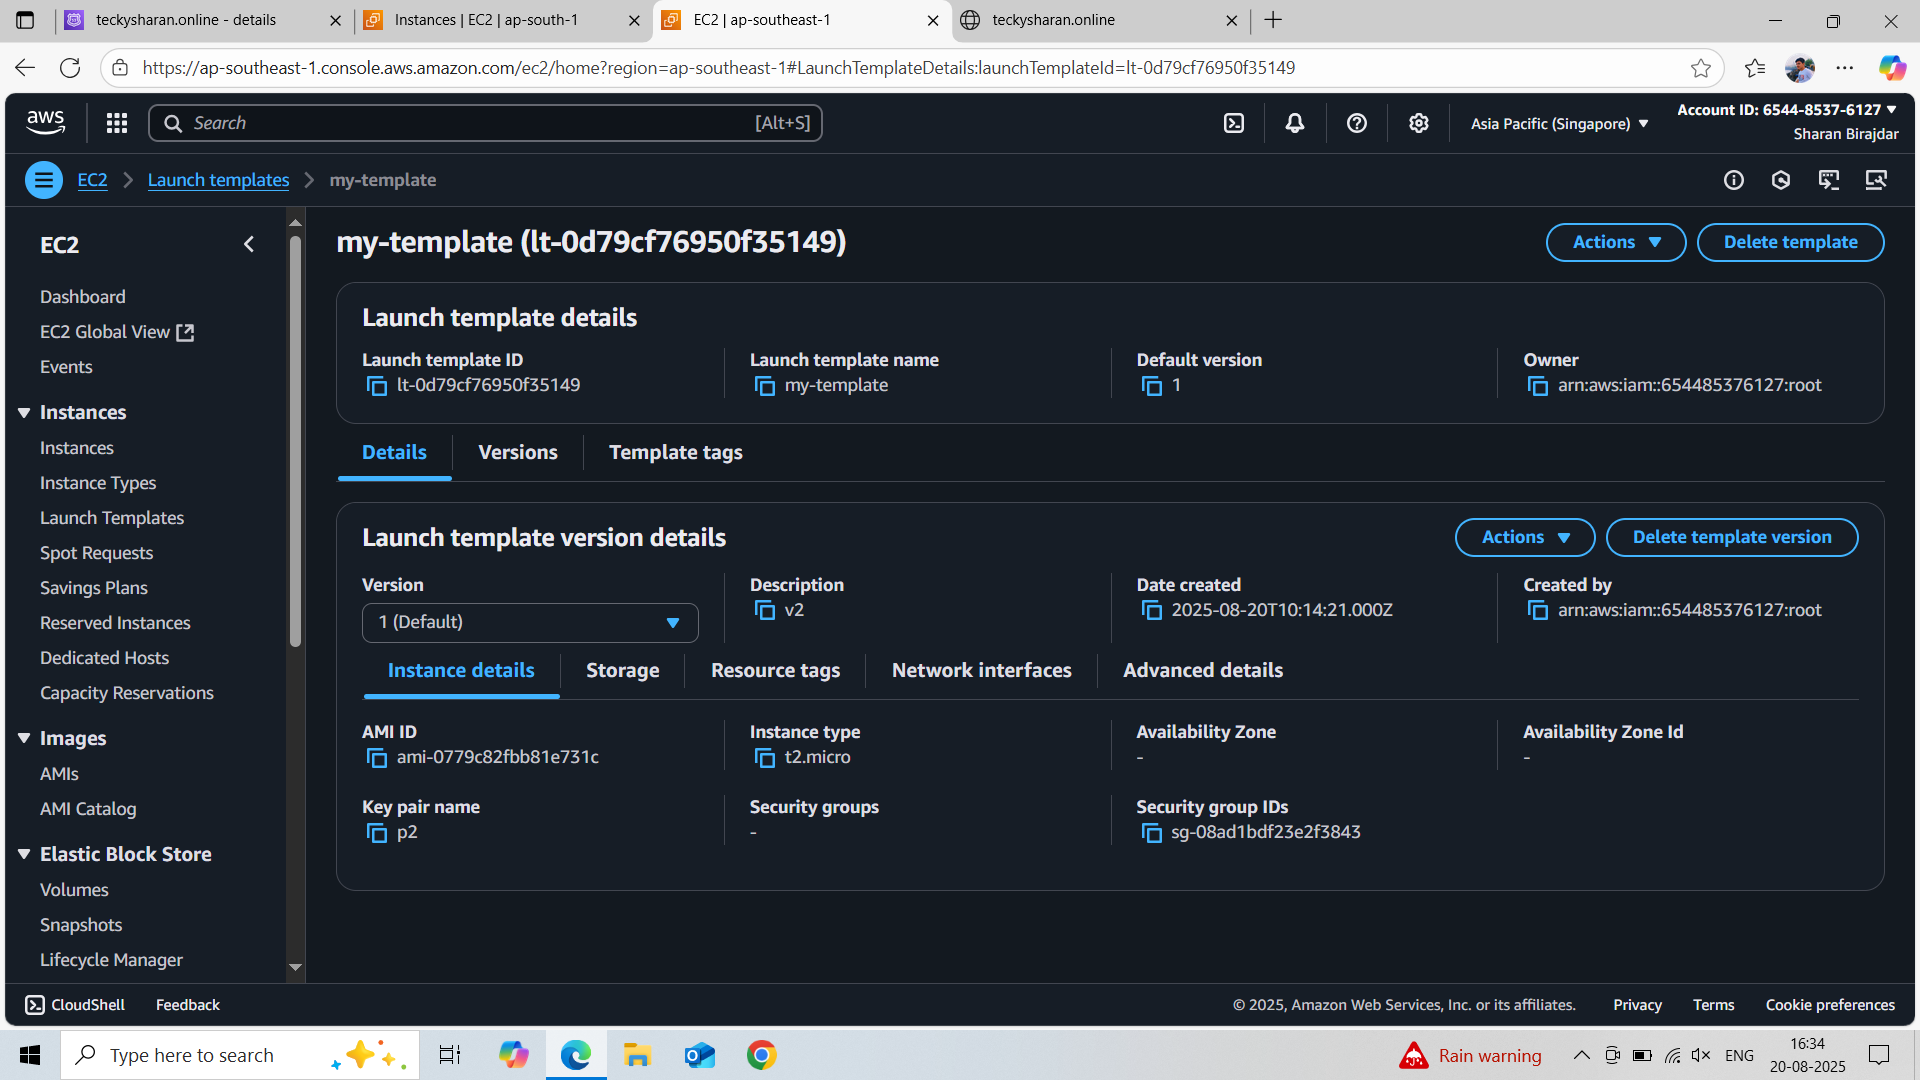 teckysharan.online - details
Instances | EC2 | ap-south-1
EC2 | ap-southeast-1
teckysharan.online
https://ap-southeast-1.console.aws.amazon.com/ec2/home?region=ap-southeast-1#LaunchTemplateDetails:launchTemplateId=lt-0d79cf76950f35149
aws
Search [Alt+S]
Asia Pacific (Singapore)
Account ID: 6544-8537-6127
Sharan Birajdar
EC2 > Launch templates > my-template
EC2
Dashboard
EC2 Global View
Events
Instances
Instances
Instance Types
Launch Templates
Spot Requests
Savings Plans
Reserved Instances
Dedicated Hosts
Capacity Reservations
Images
AMIs
AMI Catalog
Elastic Block Store
Volumes
Snapshots
Lifecycle Manager
my-template (lt-0d79cf76950f35149)
Actions
Delete template
Launch template details
Launch template ID
lt-0d79cf76950f35149
Launch template name
my-template
Default version
1
Owner
arn:aws:iam::654485376127:root
Details
Versions
Template tags
Launch template version details
Actions
Delete template version
Version
1 (Default)
Description
v2
Date created
2025-08-20T10:14:21.000Z
Created by
arn:aws:iam::654485376127:root
Instance details
Storage
Resource tags
Network interfaces
Advanced details
AMI ID
ami-0779c82fbb81e731c
Instance type
t2.micro
Availability Zone
-
Availability Zone Id
-
Key pair name
p2
Security groups
-
Security group IDs
sg-08ad1bdf23e2f3843
CloudShell
Feedback
© 2025, Amazon Web Services, Inc. or its affiliates.
Privacy
Terms
Cookie preferences
Type here to search
Rain warning
ENG
16:34
20-08-2025